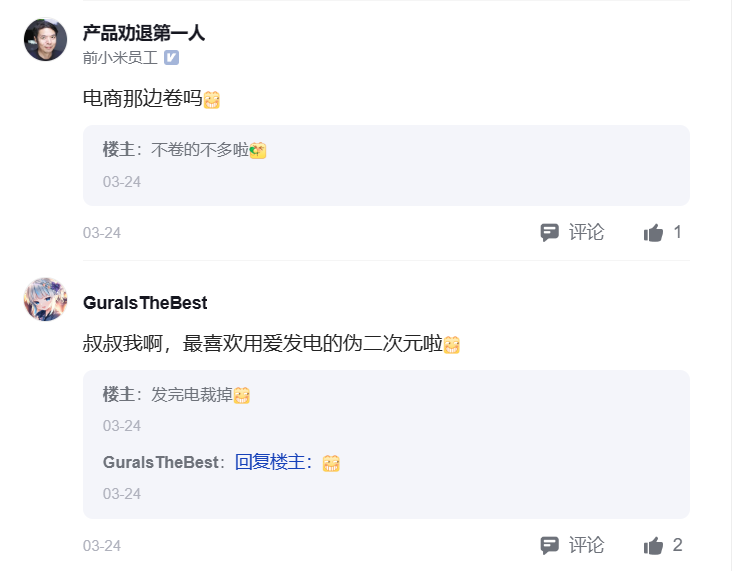 产品劝退第一人
前小米员工
电商那边卷吗
楼主：不卷的不多啦
03-24
03-24
评论
1
GuraIsTheBest
叔叔我啊，最喜欢用爱发电的伪二次元啦
楼主：发完电裁掉
03-24
GuraIsTheBest：回复楼主：
03-24
03-24
评论
2